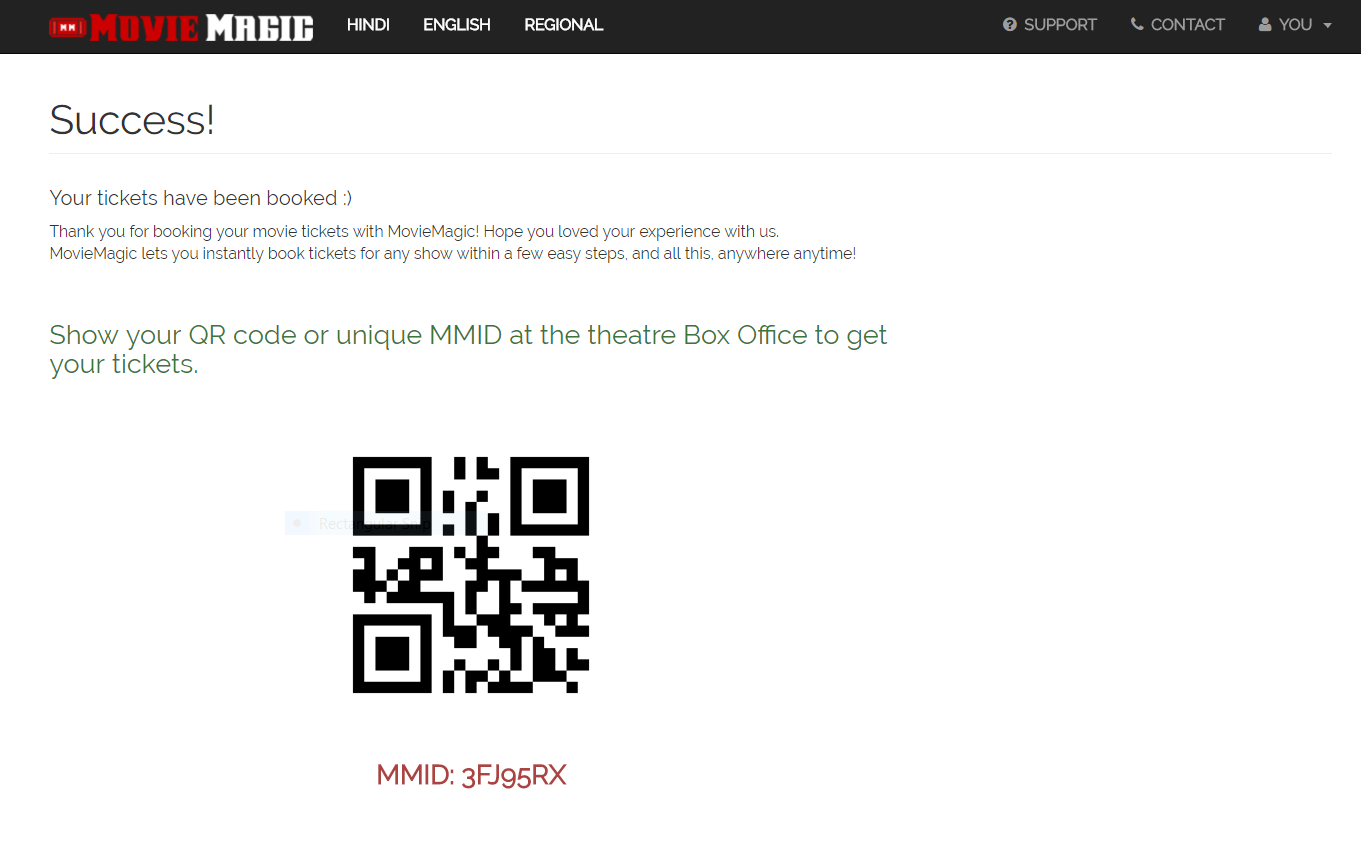 MM MOVIE MAGIC HINDI ENGLISH REGIONAL SUPPORT CONTACT YOU
Success!
Your tickets have been booked :)
Thank you for booking your movie tickets with MovieMagic! Hope you loved your experience with us.
MovieMagic lets you instantly book tickets for any show within a few easy steps, and all this, anywhere anytime!
Show your QR code or unique MMID at the theatre Box Office to get
your tickets.
Rectangular Snip
MMID: 3FJ95RX